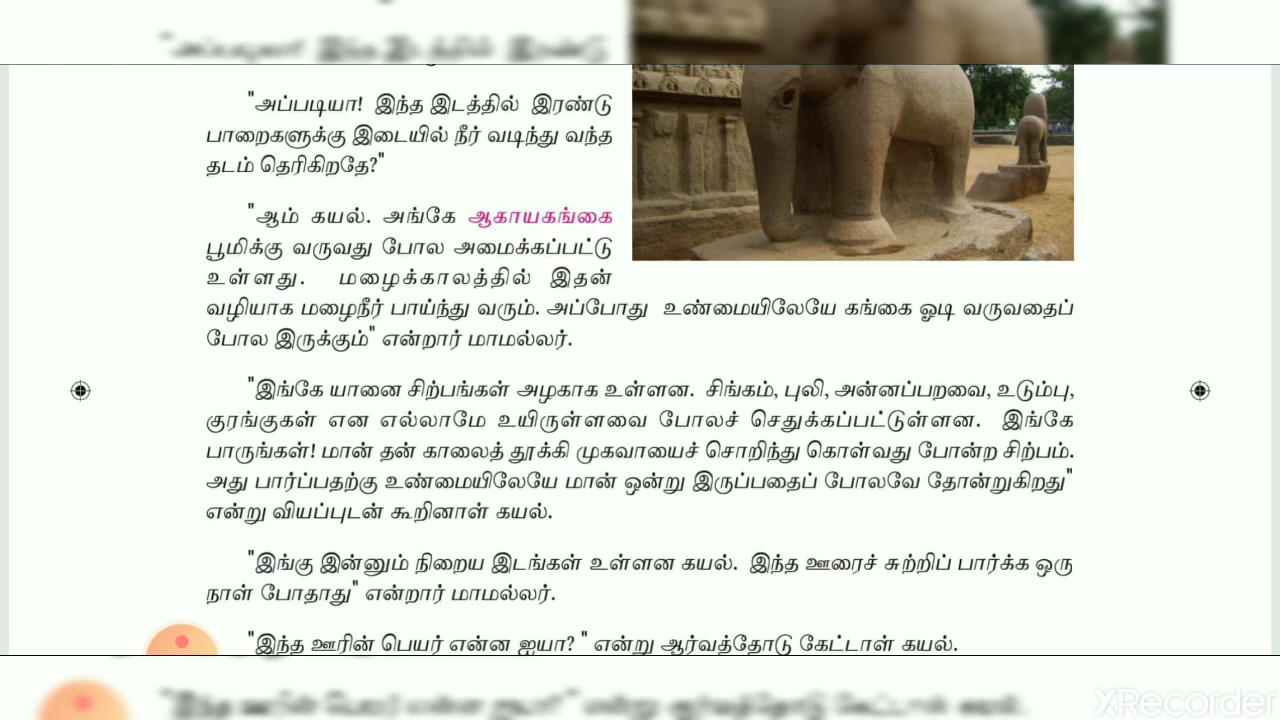 "அப்படியா! இந்த இடத்தில் இரண்டு
பாறைகளுக்கு இடையில் நீர் வடிந்து வந்த
தடம் தெரிகிறதே?"
"ஆம் கயல். அங்கே ஆகாயகங்கை
பூமிக்கு வருவது போல அமைக்கப்பட்டு
உள்ளது. மழைக்காலத்தில் இதன்
வழியாக மழைநீர் பாய்ந்து வரும். அப்போது உண்மையிலேயே கங்கை ஓடி வருவதைப்
போல இருக்கும்" என்றார் மாமல்லர்.
"இங்கே யானை சிற்பங்கள் அழகாக உள்ளன. சிங்கம், புலி, அன்னப்பறவை, உடும்பு,
குரங்குகள் என எல்லாமே உயிருள்ளவை போலச் செதுக்கப்பட்டுள்ளன. இங்கே
பாருங்கள்! மான் தன் காலைத் தூக்கி முகவாயைச் சொறிந்து கொள்வது போன்ற சிற்பம்.
அது பார்ப்பதற்கு உண்மையிலேயே மான் ஒன்று இருப்பதைப் போலவே தோன்றுகிறது"
என்று வியப்புடன் கூறினாள் கயல்.
"இங்கு இன்னும் நிறைய இடங்கள் உள்ளன கயல். இந்த ஊரைச் சுற்றிப் பார்க்க ஒரு
நாள் போதாது" என்றார் மாமல்லர்.
"இந்த ஊரின் பெயர் என்ன ஐயா? " என்று ஆர்வத்தோடு கேட்டாள் கயல்.
XRecorder